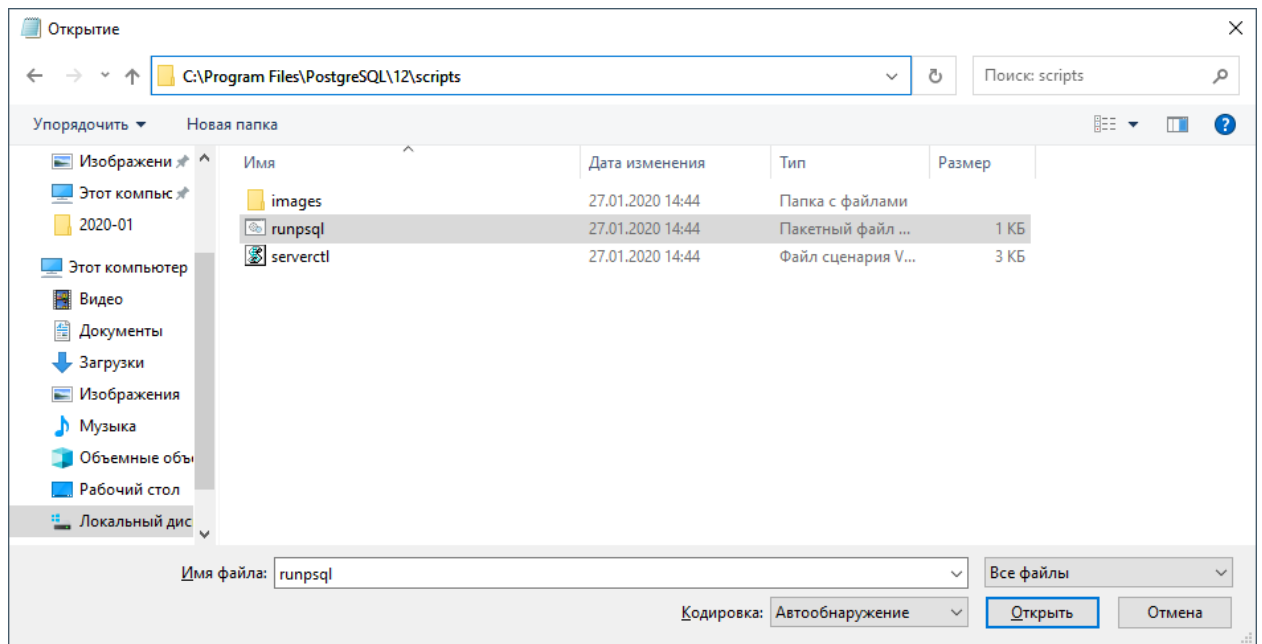 Открытие
C:\Program Files\PostgreSQL\12\scripts
Поиск: scripts
Упорядочить
Новая папка
Имя
Дата изменения
Тип
Размер
Изображени
Этот компьс
2020-01
Этот компьютер
Видео
Документы
Загрузки
Изображения
Музыка
Объемные объ
Рабочий стол
Локальный дис
images 27.01.2020 14:44 Папка с файлами
runpsql 27.01.2020 14:44 Пакетный файл ... 1 КБ
serverctl 27.01.2020 14:44 Файл сценария V... 3 КБ
Имя файла: runpsql
Все файлы
Кодировка: Автообнаружение
Открыть
Отмена